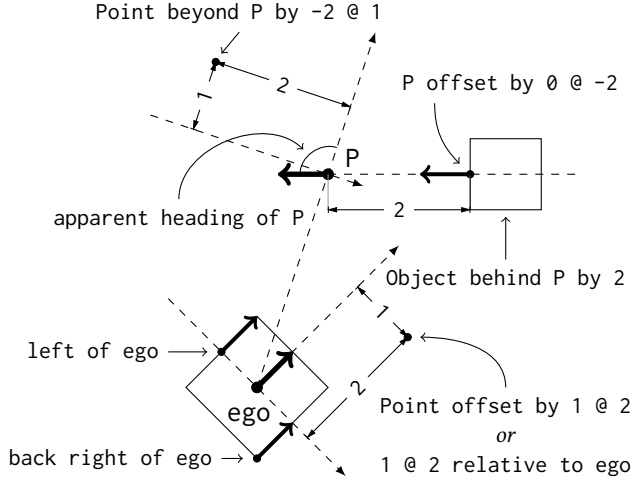 Point beyond P by -2 @ 1
2
1
P offset by 0 @ -2
P
apparent heading of P
2
Object behind P by 2
1
left of ego
2
ego
Point offset by 1 @ 2
or
back right of ego
1 @ 2 relative to ego